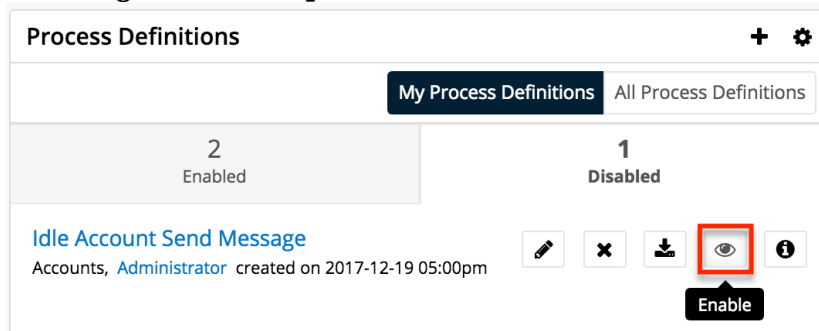 Process Definitions
My Process Definitions All Process Definitions
2
Enabled
1
Disabled
Idle Account Send Message
Accounts, Administrator created on 2017-12-19 05:00pm
Enable